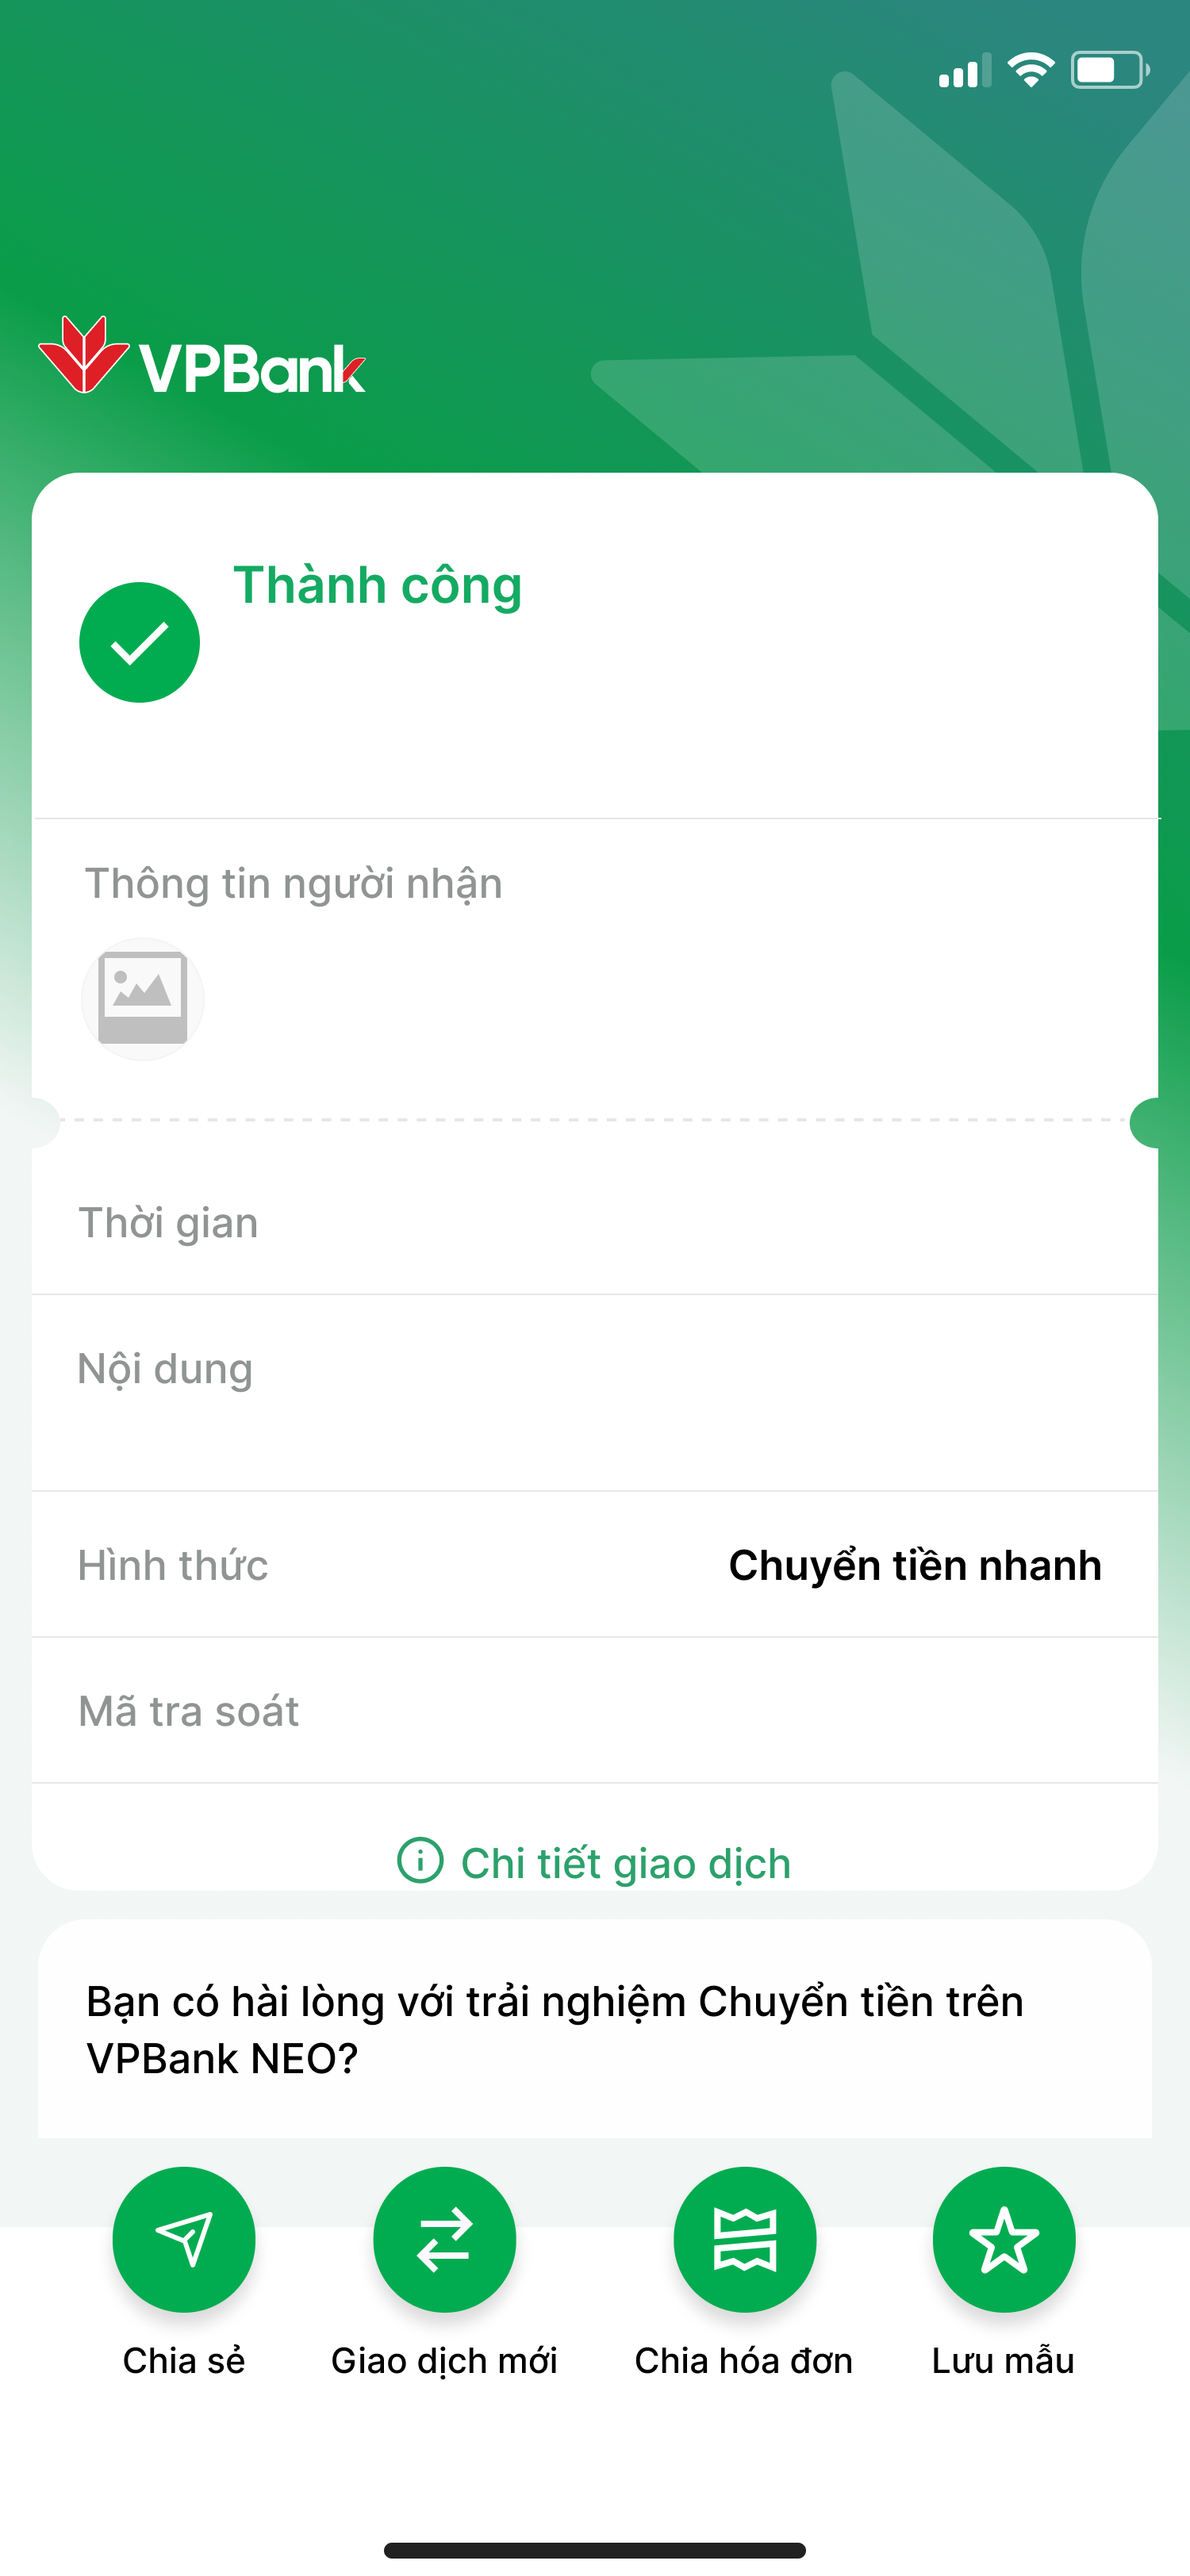 VPBank
Thành công
Thông tin người nhận
Thời gian
Nội dung
Hình thức
Chuyển tiền nhanh
Mã tra soát
Chi tiết giao dịch
Bạn có hài lòng với trải nghiệm Chuyển tiền trên
VPBank NEO?
Chia sẻ
Giao dịch mới
Chia hóa đơn
Lưu mẫu